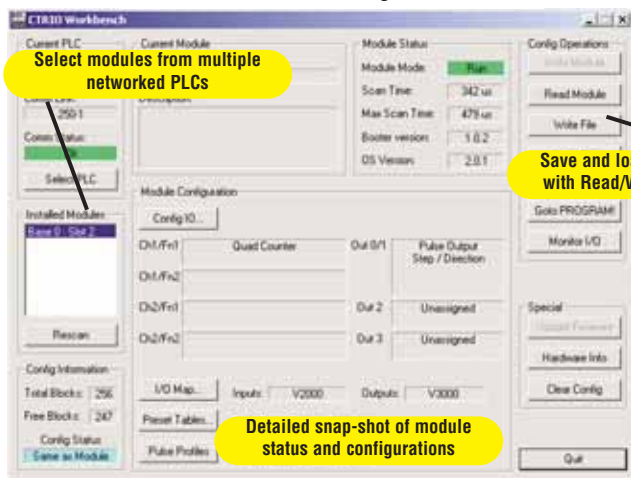 CTRIO Workbench
Current PLC
Current Module
Module Status
Config Operations
Select modules from multiple
networked PLCs
Module Mode: Run
Scan Time: 342 us
Read Module
Description:
250-1
Max Scan Time: 479 us
Write File
Comm Status:
Booter version: 1.0.2
OS Version: 2.0.1
Select PLC
Save and lo
with Read/
Module Configuration
Installed Modules
Config IO...
Goto PROGRAM!
Base 0 : Slot 2
Ch1/Fn1 Quad Counter Out 0/1 Pulse Output
Step / Direction
Monitor I/O
Ch1/Fn2
Ch2/Fn1 Out 2 Unassigned
Special
Rescan
Ch2/Fn2 Out 3 Unassigned
Update Firmware
Hardware Info
Config Information
Total Blocks: 256
I/O Map... Inputs: V2000 Outputs: V3000
Clear Config
Free Blocks: 247
Preset Tables...
Detailed snap-shot of module
status and configurations
Config Status
Same as Module
Pulse Profiles
Quit